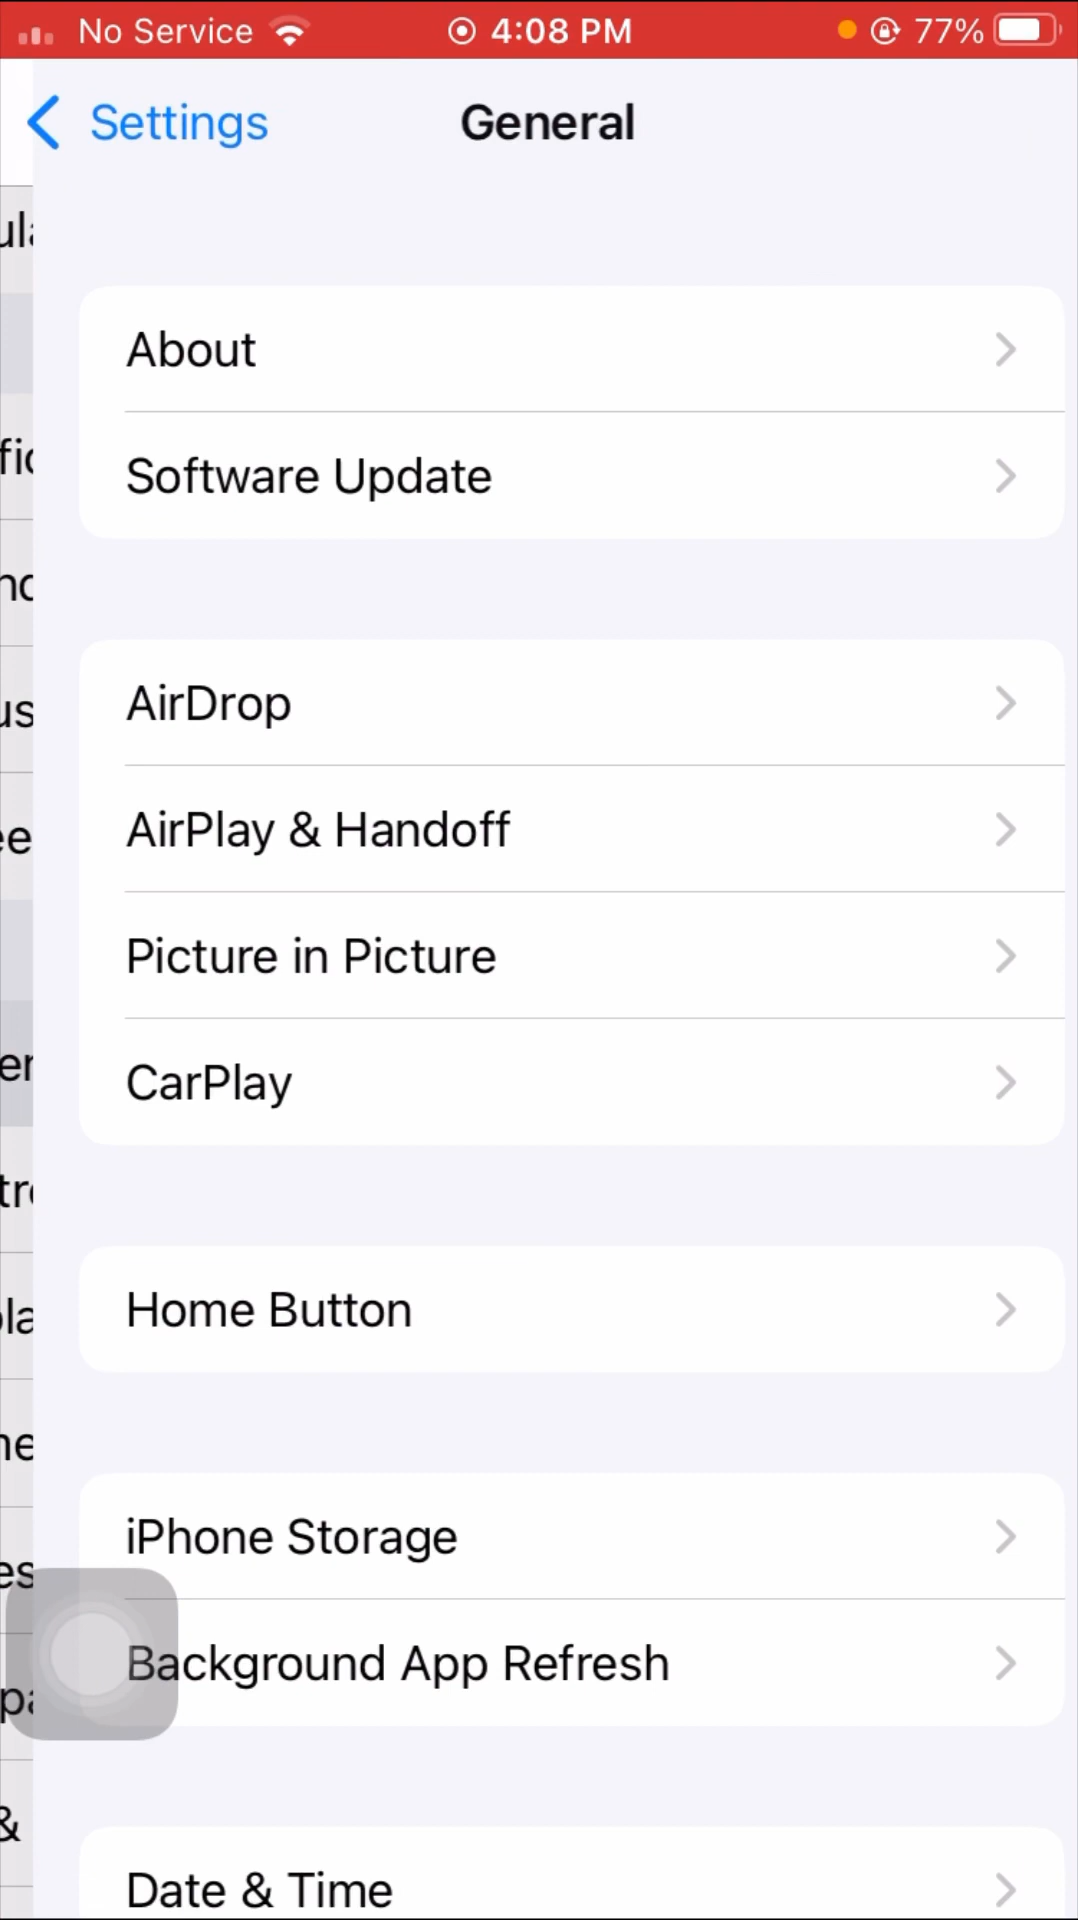 No Service 4:08 PM 77%
Settings General
About
Software Update
AirDrop
AirPlay & Handoff
Picture in Picture
CarPlay
Home Button
iPhone Storage
Background App Refresh
&
Date & Time